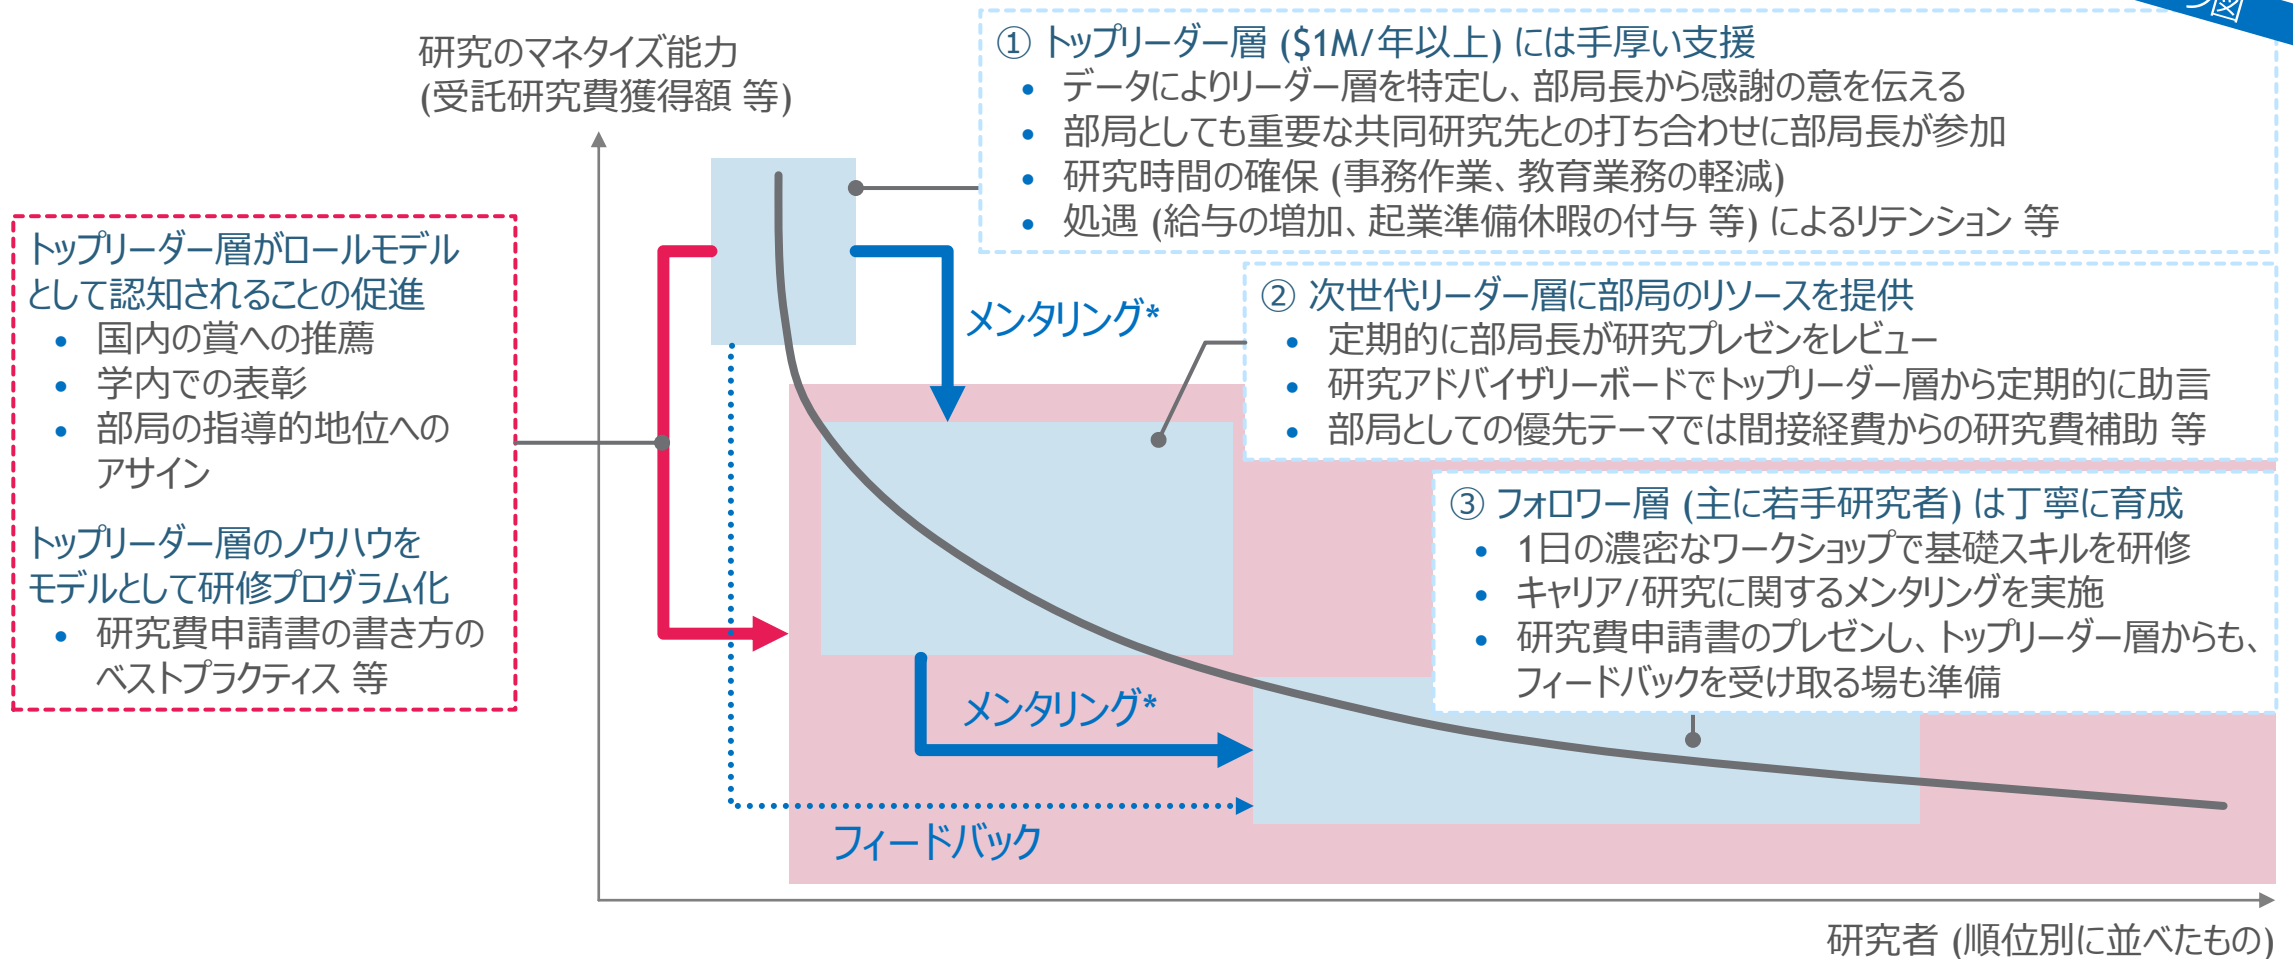 研究のマネタイズ能力
(受託研究費獲得額 等)
① トップリーダー層 ($1M/年以上) には手厚い支援
• データによりリーダー層を特定し、部局長から感謝の意を伝える
• 部局としても重要な共同研究先との打ち合わせに部局長が参加
• 研究時間の確保 (事務作業、教育業務の軽減)
• 処遇 (給与の増加、起業準備休暇の付与 等) によるリテンション 等
トップリーダー層がロールモデル
として認知されることの促進
• 国内の賞への推薦
• 学内での表彰
• 部局の指導的地位への
アサイン
トップリーダー層のノウハウを
モデルとして研修プログラム化
• 研究費申請書の書き方の
ベストプラクティス 等
メンタリング*
② 次世代リーダー層に部局のリソースを提供
• 定期的に部局長が研究プレゼンをレビュー
• 研究アドバイザリーボードでトップリーダー層から定期的に助言
• 部局としての優先テーマでは間接経費からの研究費補助 等
③ フォロワー層 (主に若手研究者) は丁寧に育成
• 1日の濃密なワークショップで基礎スキルを研修
• キャリア/研究に関するメンタリングを実施
• 研究費申請書のプレゼンし、トップリーダー層からも、
フィードバックを受け取る場も準備
メンタリング*
フィードバック
研究者 (順位別に並べたもの)